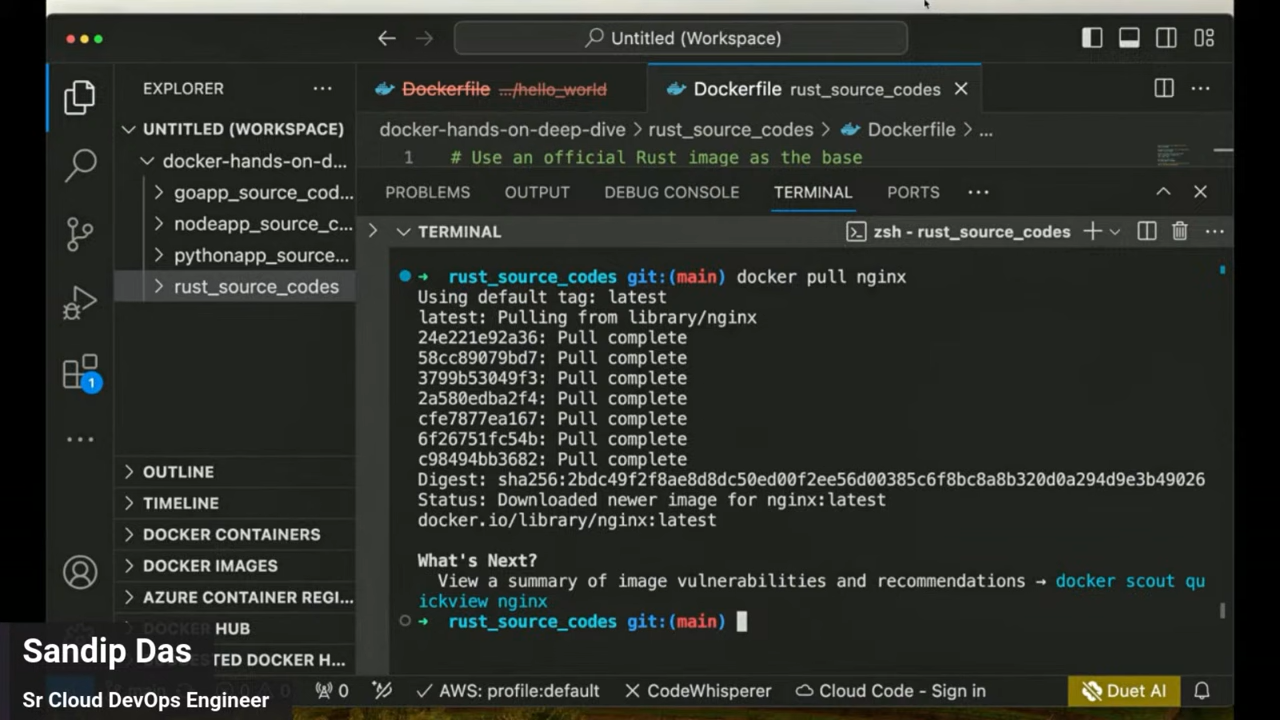 Untitled (Workspace)
EXPLORER
Dockerfile .../hello_world
Dockerfile rust_source_codes
UNTITLED (WORKSPACE)
docker-hands-on-deep-dive > rust_source_codes > Dockerfile > ...
docker-hands-on-d...
1 # Use an official Rust image as the base
goapp_source_cod...
nodeapp_source_c...
pythonapp_source...
rust_source_codes
PROBLEMS OUTPUT DEBUG CONSOLE TERMINAL PORTS
TERMINAL
zsh - rust_source_codes
➜ rust_source_codes git:(main) docker pull nginx
Using default tag: latest
latest: Pulling from library/nginx
24e221e92a36: Pull complete
58cc89079bd7: Pull complete
3799b53049f3: Pull complete
2a580edba2f4: Pull complete
cfe7877ea167: Pull complete
6f26751fc54b: Pull complete
c98494bb3682: Pull complete
Digest: sha256:2bdc49f2f8ae8d8dc50ed00f2ee56d00385c6f8bc8a8b320d0a294d9e3b49026
Status: Downloaded newer image for nginx:latest
docker.io/library/nginx:latest
What's Next?
View a summary of image vulnerabilities and recommendations → docker scout qu
ickview nginx
➜ rust_source_codes git:(main)
1
OUTLINE
TIMELINE
DOCKER CONTAINERS
DOCKER IMAGES
AZURE CONTAINER REGI...
DOCKER HUB
DOCKER H...
Sandip Das
Sr Cloud DevOps Engineer
0
AWS: profile:default
CodeWhisperer
Cloud Code - Sign in
Duet AI